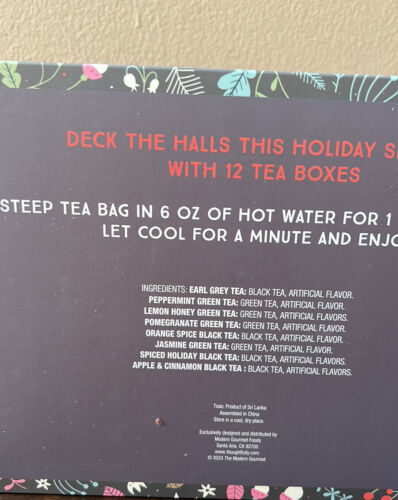 DECK THE HALLS THIS HOLIDAY
WITH 12 TEA BOXES
STEEP TEA BAG IN 6 OZ OF HOT WATER FOR 1
LET COOL FOR A MINUTE AND
INGREDIENTS: EARL GREY TEA: BLACK TEA, ARTIFICIAL FLAVOR.
PEPPERMINT GREEN TEA: GREEN TEA, ARTIFICIAL FLAVOR.
LEMON HONEY GREEN TEA: GREEN TEA, ARTIFICIAL FLAVORS.
POMEGRANATE GREEN TEA: GREEN TEA, ARTIFICIAL FLAVOR.
ORANGE SPICE BLACK TEA: BLACK TEA, ARTIFICIAL FLAVOR.
JASMINE GREEN TEA: GREEN TEA, ARTIFICIAL FLAVOR.
SPICED HOLIDAY BLACK TEA: BLACK TEA, ARTIFICIAL FLAVORS.
APPLE & CINNAMON BLACK TEA : BLACK TEA, ARTIFICIAL FLAVORS.
Teas: Product of Sri Lanka
Assembled in China
Store in a cool, dry place.
Exclusively designed and distributed by
Modern Gourmet Foods
Santa Ana, CA 92705
www.thoughtfully.com
© 2023 The Modern Gourmet